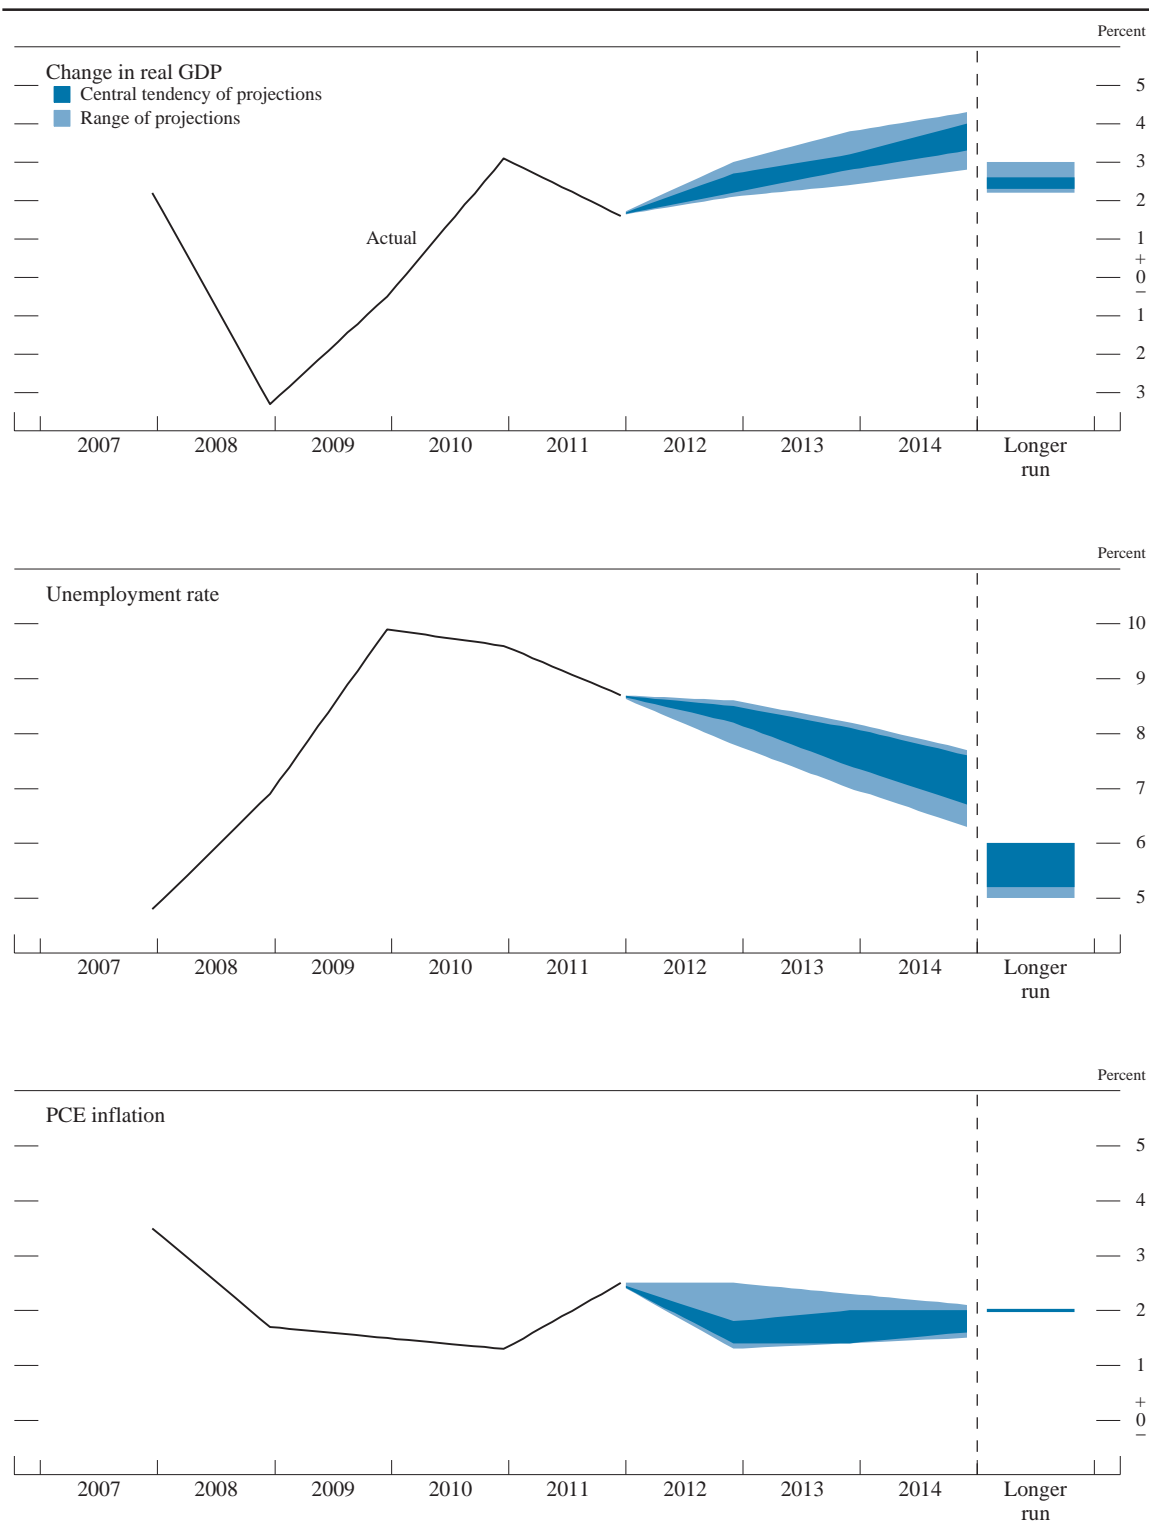 Percent
Change in real GDP
Central tendency of projections
Range of projections
Actual
5
4
3
2
1
+
0
−
1
2
3
2007 2008 2009 2010 2011 2012 2013 2014 Longer
run
Percent
Unemployment rate
10
9
8
7
6
5
2007 2008 2009 2010 2011 2012 2013 2014 Longer
run
Percent
PCE inflation
5
4
3
2
1
+
0
−
2007 2008 2009 2010 2011 2012 2013 2014 Longer
run